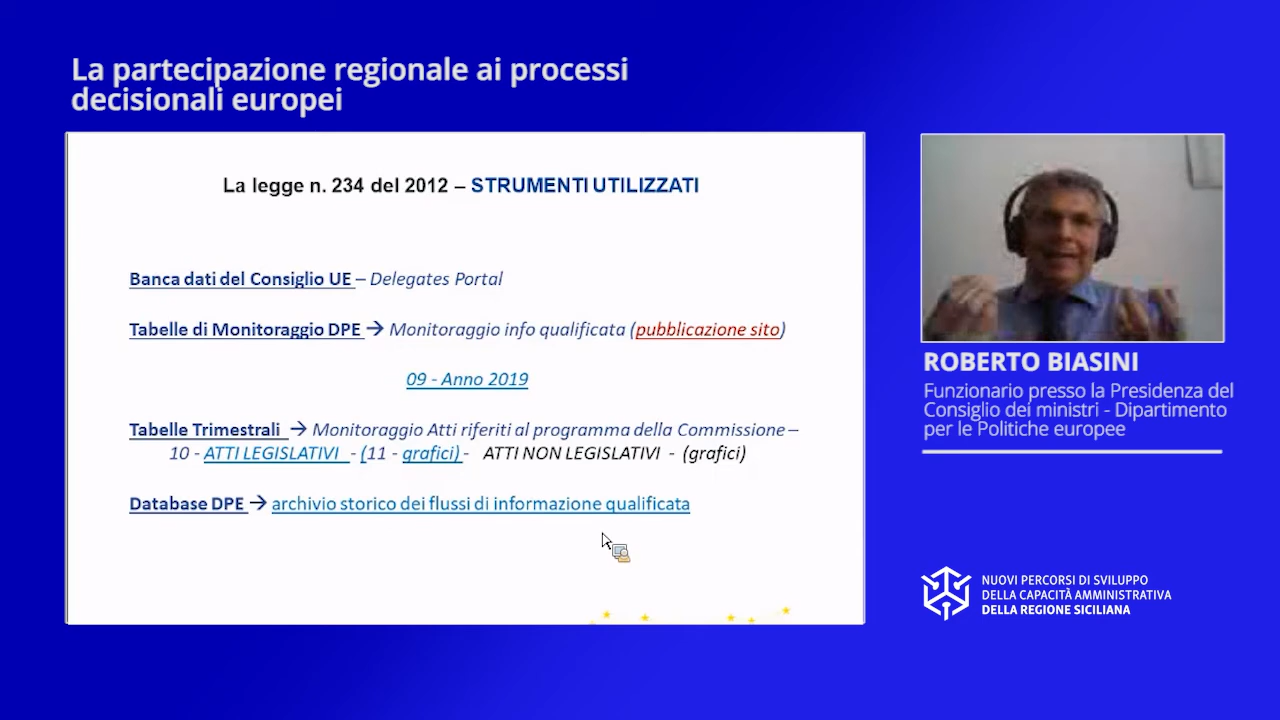 La partecipazione regionale ai processi
decisionali europei
La legge n. 234 del 2012 – STRUMENTI UTILIZZATI
Banca dati del Consiglio UE – Delegates Portal
Tabelle di Monitoraggio DPE → Monitoraggio info qualificata (pubblicazione sito)
09 - Anno 2019
Tabelle Trimestrali → Monitoraggio Atti riferiti al programma della Commissione –
10 - ATTI LEGISLATIVI - (11 - grafici) - ATTI NON LEGISLATIVI - (grafici)
Database DPE → archivio storico dei flussi di informazione qualificata
ROBERTO BIASINI
Funzionario presso la Presidenza del
Consiglio dei ministri - Dipartimento
per le Politiche europee
NUOVI PERCORSI DI SVILUPPO
DELLA CAPACITÀ AMMINISTRATIVA
DELLA REGIONE SICILIANA